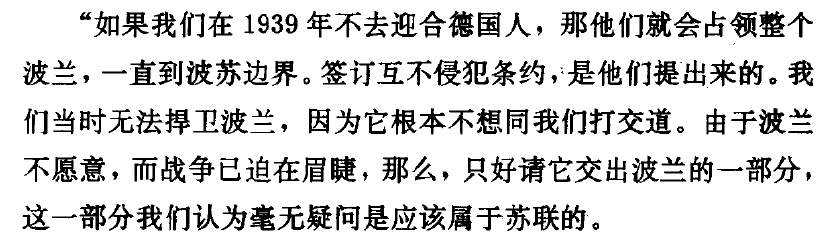 “如果我们在 1939 年不去迎合德国人，那他们就会占领整个
波兰，一直到波苏边界。签订互不侵犯条约，是他们提出来的。我
们当时无法捍卫波兰，因为它根本不想同我们打交道。由于波兰
不愿意，而战争已迫在眉睫，那么，只好请它交出波兰的一部分，
这一部分我们认为毫无疑问是应该属于苏联的。